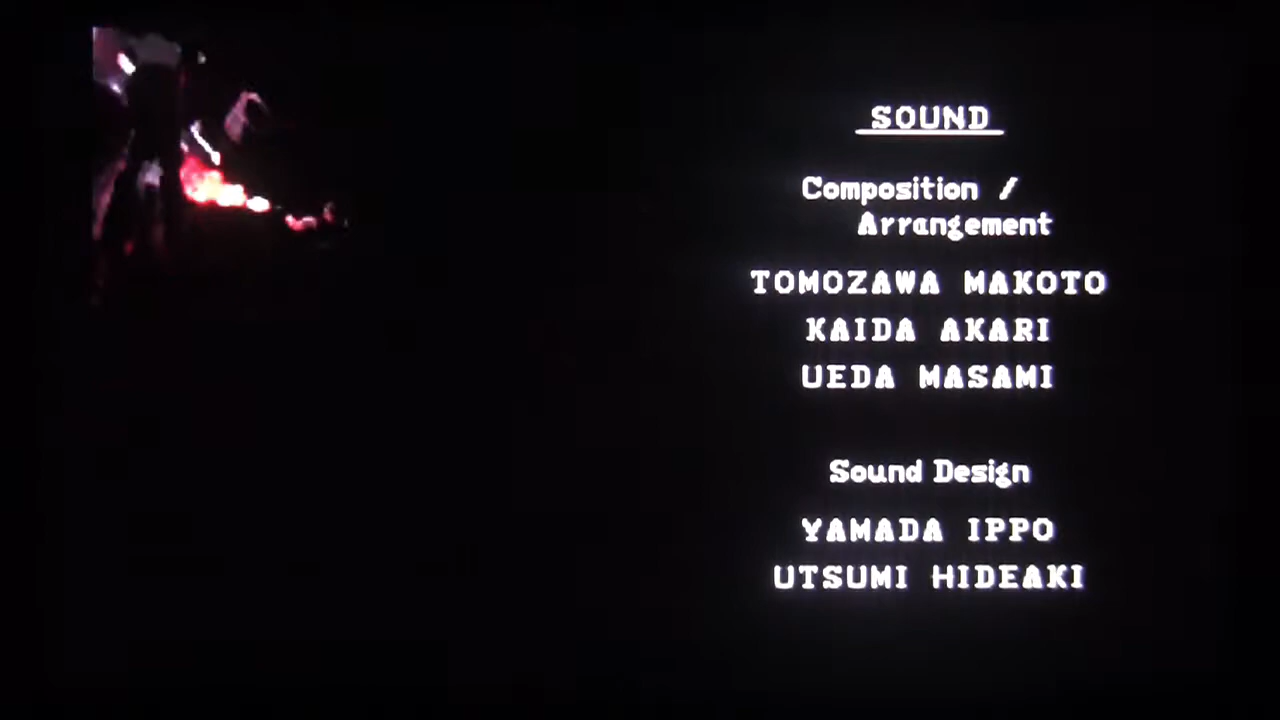 SOUND
Composition /
Arrangement
TOMOZAWA MAKOTO
KAIDA AKARI
UEDA MASAMI
Sound Design
YAMADA IPPO
UTSUMI HIDEAKI